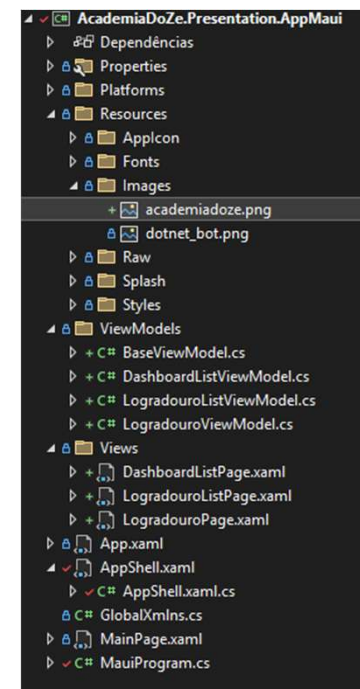 AcademiaDoZe.Presentation.AppMaui
Dependências
Properties
Platforms
Resources
AppIcon
Fonts
Images
academiadoze.png
dotnet_bot.png
Raw
Splash
Styles
ViewModels
C# BaseViewModel.cs
C# DashboardListViewModel.cs
C# LogradouroListViewModel.cs
C# LogradouroViewModel.cs
Views
DashboardListPage.xaml
LogradouroListPage.xaml
LogradouroPage.xaml
App.xaml
AppShell.xaml
C# AppShell.xaml.cs
C# GlobalXmlns.cs
MainPage.xaml
C# MauiProgram.cs